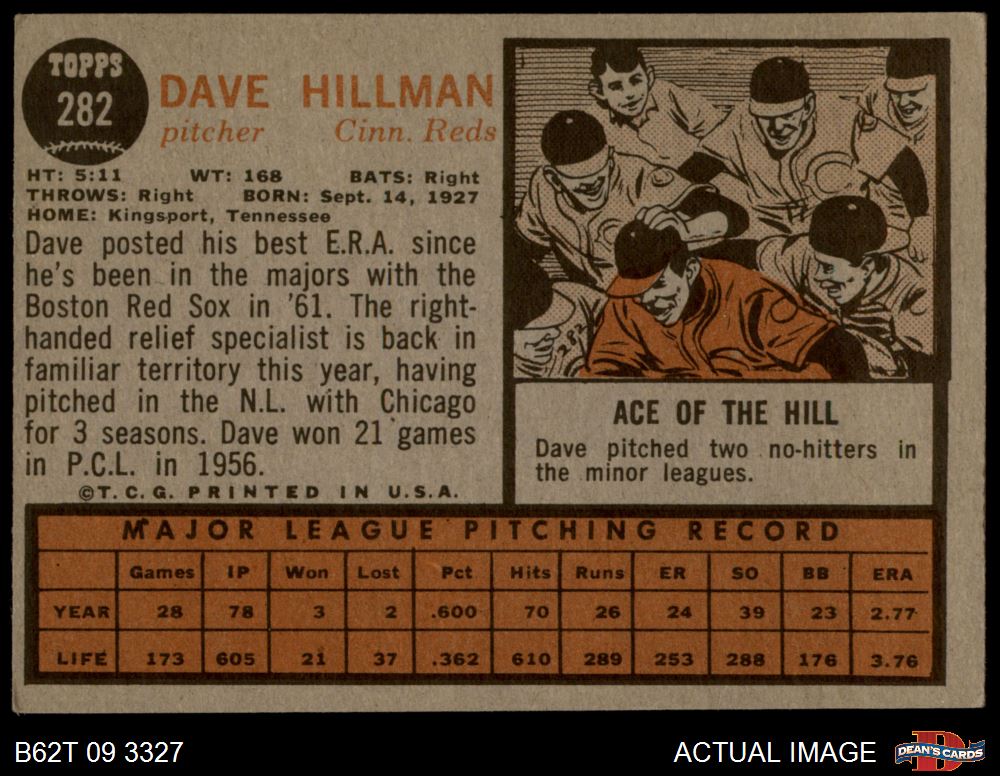 TOPPS
282
DAVE HILLMAN
pitcher Cinn. Reds
HT: 5:11 WT: 168 BATS: Right
THROWS: Right BORN: Sept. 14, 1927
HOME: Kingsport, Tennessee
Dave posted his best E.R.A. since
he's been in the majors with the
Boston Red Sox in '61. The right-
handed relief specialist is back in
familiar territory this year, having
pitched in the N.L. with Chicago
for 3 seasons. Dave won 21 games
in P.C.L. in 1956.
©T. C. G. PRINTED IN U.S.A.
282
ACE OF THE HILL
Dave pitched two no-hitters in
the minor leagues.
MAJOR LEAGUE PITCHING RECORD
Games IP Won Lost Pct Hits Runs ER SO BB ERA
YEAR 28 78 3 2 .600 70 26 24 39 23 2.77
LIFE 173 605 21 37 .362 610 289 253 288 176 3.76
B62T 09 3327
ACTUAL IMAGE
D
DEAN'S CARDS